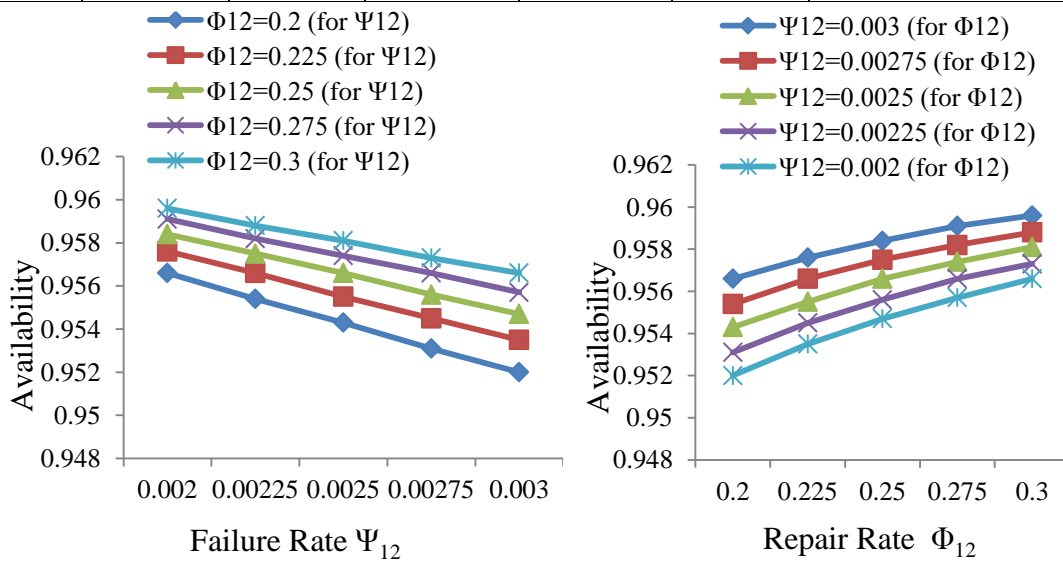 Φ12=0.2 (for Ψ12)
Φ12=0.225 (for Ψ12)
Φ12=0.25 (for Ψ12)
Φ12=0.275 (for Ψ12)
Φ12=0.3 (for Ψ12)
0.962
0.96
0.958
0.956
0.954
0.952
0.95
0.948
Availability
0.002 0.00225 0.0025 0.00275 0.003
Failure Rate Ψ12
Ψ12=0.003 (for Φ12)
Ψ12=0.00275 (for Φ12)
Ψ12=0.0025 (for Φ12)
Ψ12=0.00225 (for Φ12)
Ψ12=0.002 (for Φ12)
0.962
0.96
0.958
0.956
0.954
0.952
0.95
0.948
Availability
0.2 0.225 0.25 0.275 0.3
Repair Rate Φ12